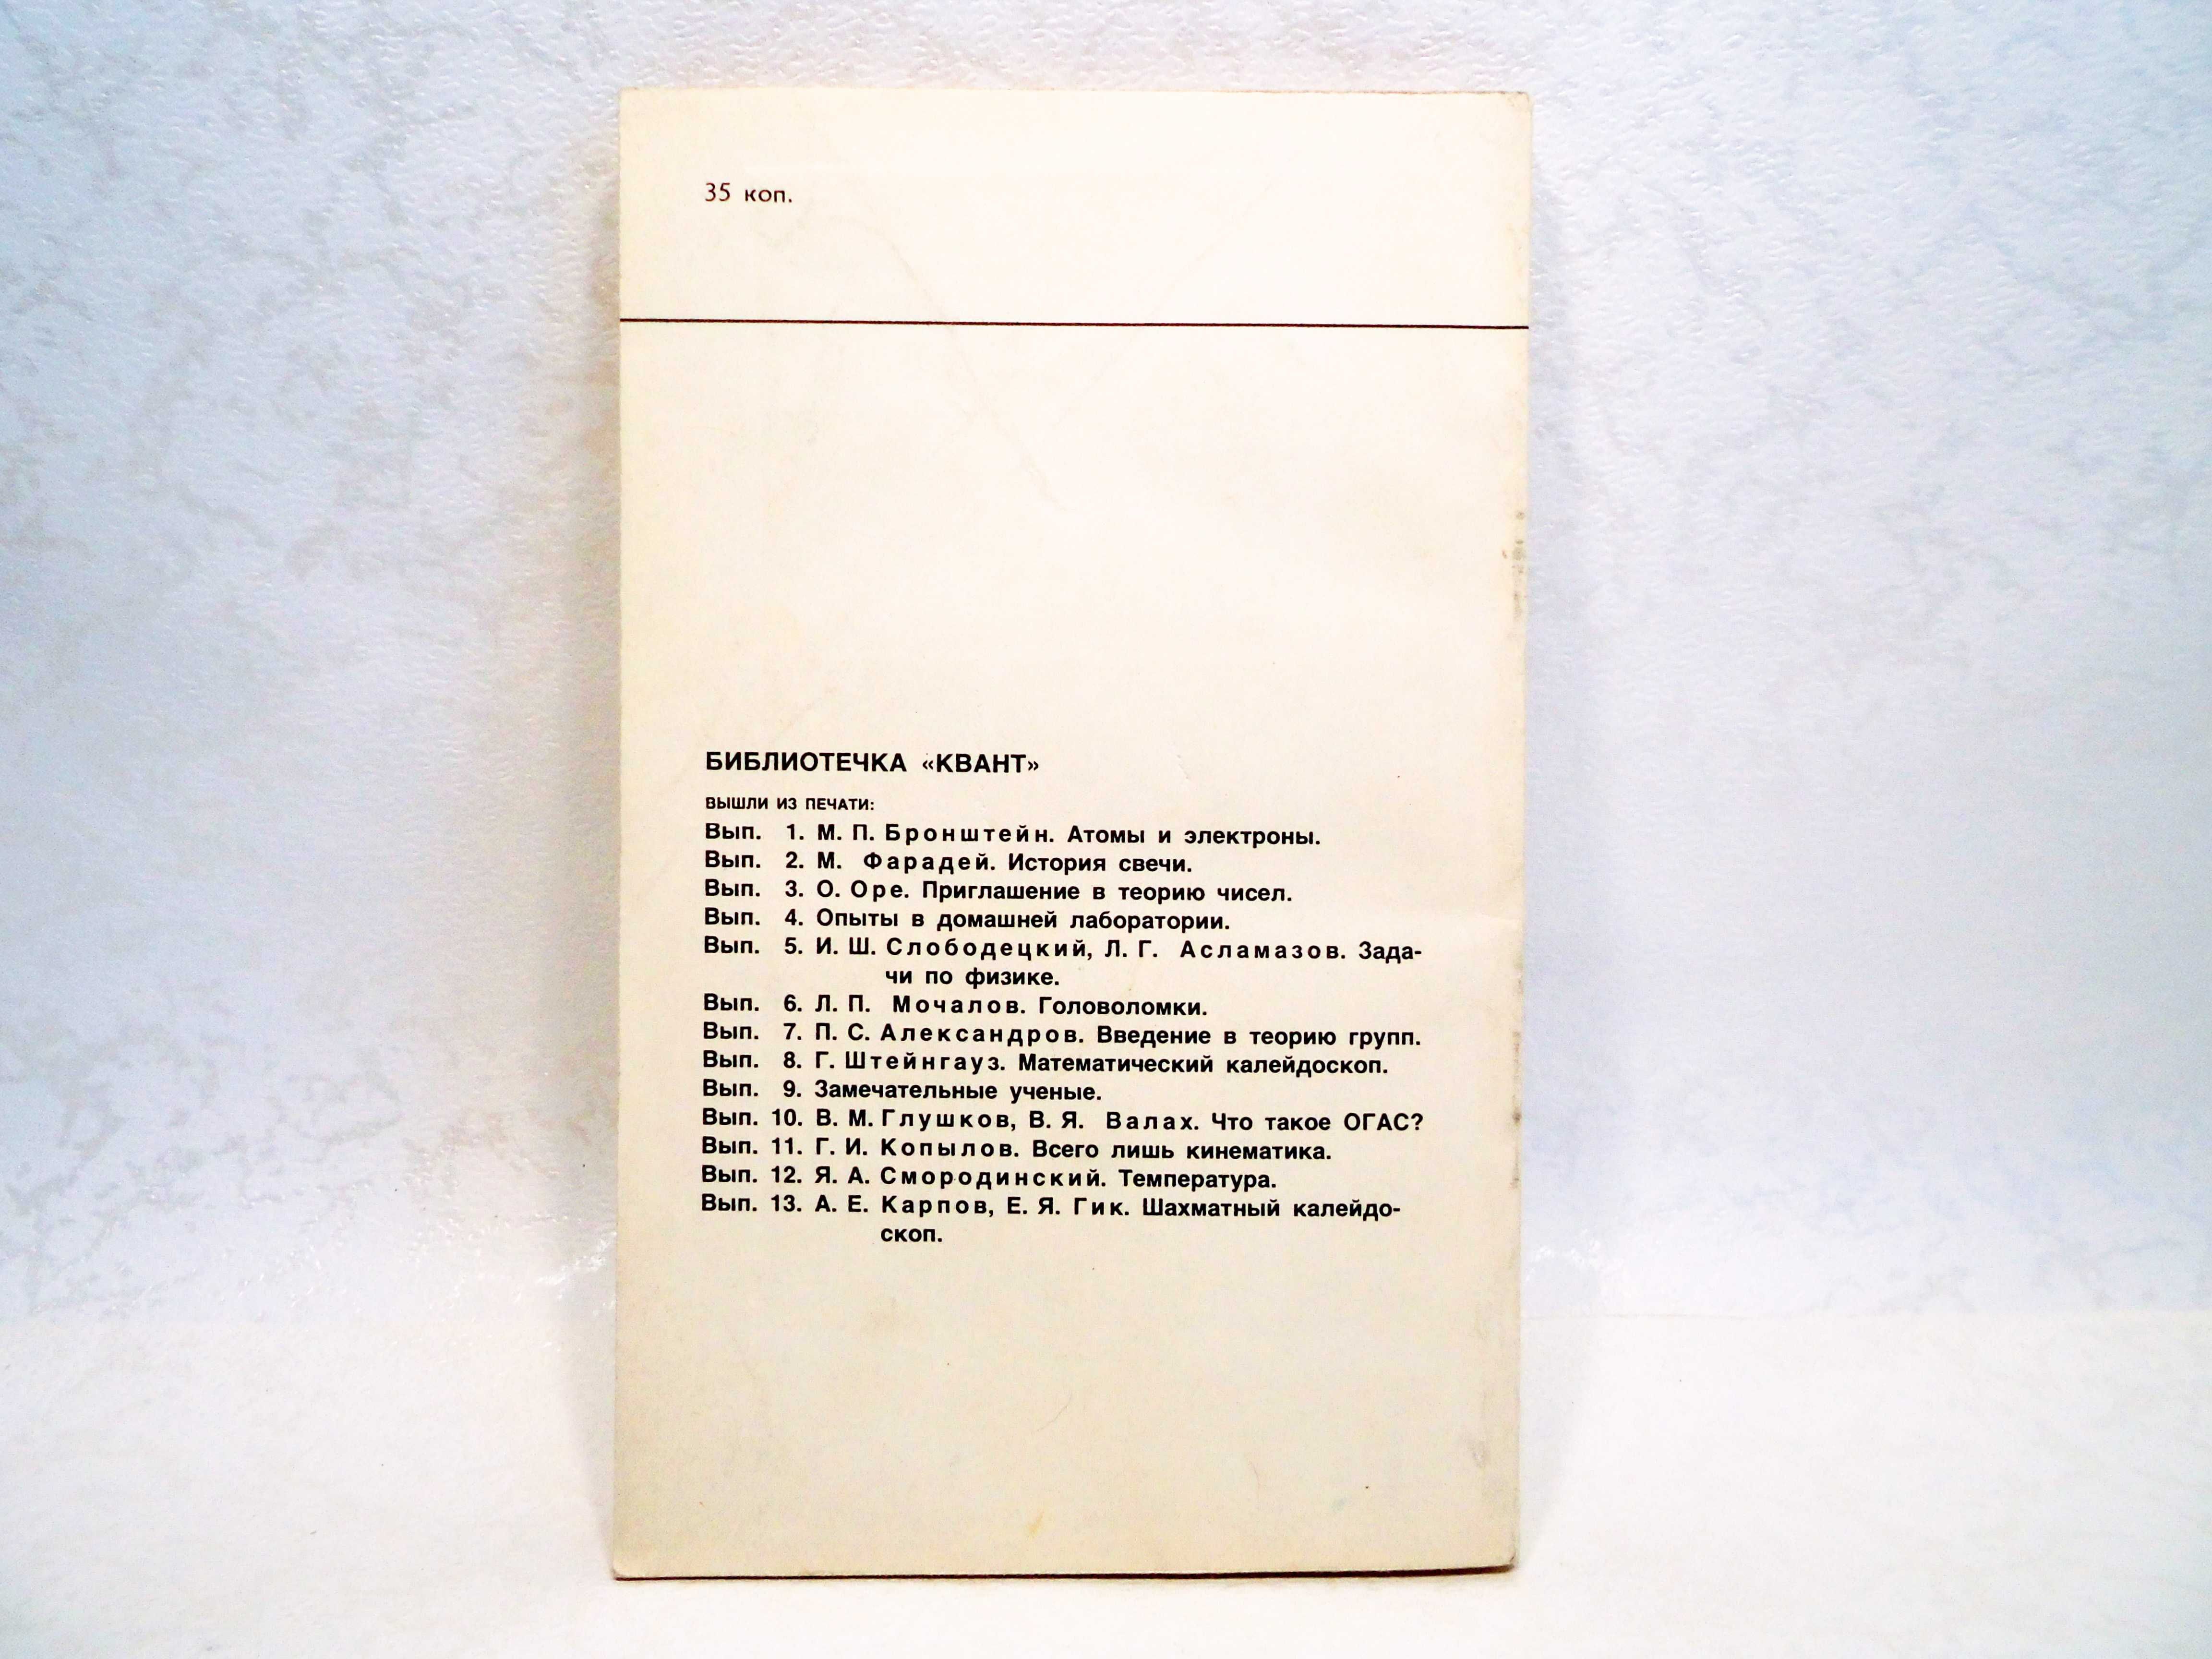 35 коп.
БИБЛИОТЕЧКА «КВАНТ»
ВЫШЛИ ИЗ ПЕЧАТИ:
Вып. 1. М. П. Бронштейн. Атомы и электроны.
Вып. 2. М. Фарадей. История свечи.
Вып. 3. О. Оре. Приглашение в теорию чисел.
Вып. 4. Опыты в домашней лаборатории.
Вып. 5. И. Ш. Слободецкий, Л. Г. Асламазов. Зада-
чи по физике.
Вып. 6. Л. П. Мочалов. Головоломки.
Вып. 7. П. С. Александров. Введение в теорию групп.
Вып. 8. Г. Штейнгауз. Математический калейдоскоп.
Вып. 9. Замечательные ученые.
Вып. 10. В. М. Глушков, В. Я. Валах. Что такое ОГАС?
Вып. 11. Г. И. Копылов. Всего лишь кинематика.
Вып. 12. Я. А. Смородинский. Температура.
Вып. 13. А. Е. Карпов, Е. Я. Гик. Шахматный калейдо-
скоп.